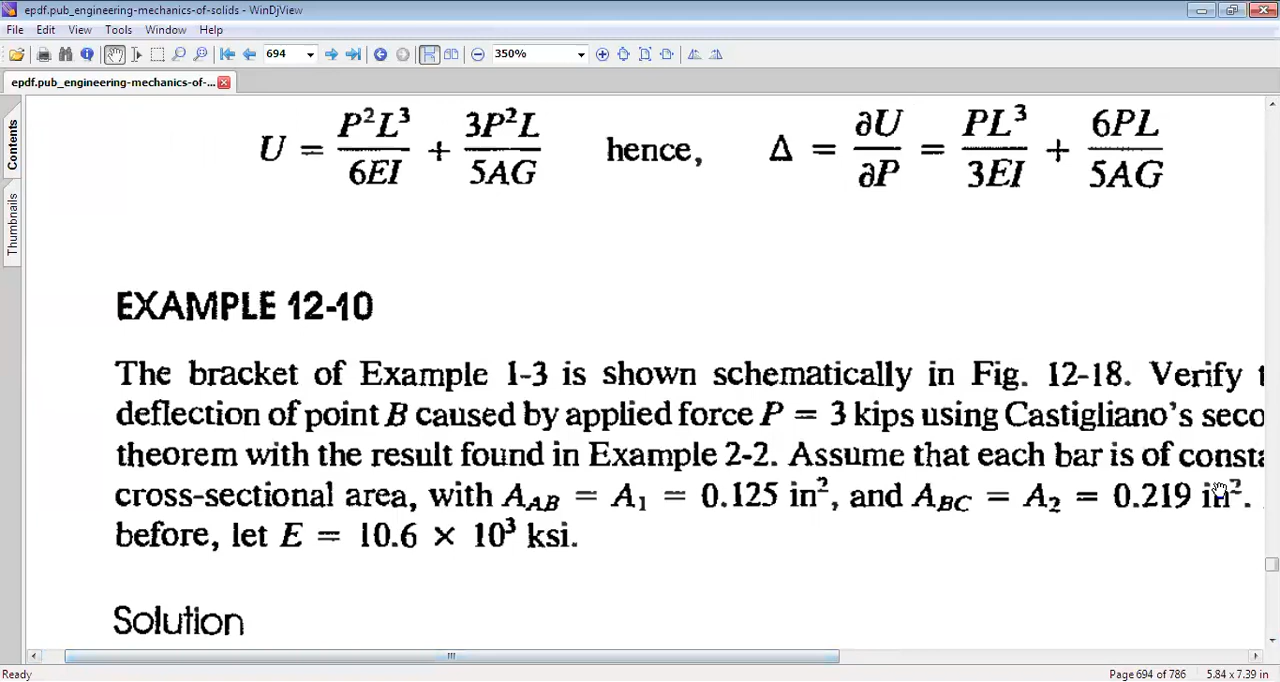 epdf.pub_engineering-mechanics-of-solids - WinDjView
File Edit View Tools Window Help
694 350%
epdf.pub_engineering-mechanics-of-...
Contents
Thumbnails
U = P²L³/6EI + 3P²L/5AG hence, Δ = ∂U/∂P = PL³/3EI + 6PL/5AG
EXAMPLE 12-10
The bracket of Example 1-3 is shown schematically in Fig. 12-18. Verify t
deflection of point B caused by applied force P = 3 kips using Castigliano's seco
theorem with the result found in Example 2-2. Assume that each bar is of consta
cross-sectional area, with A_AB = A₁ = 0.125 in², and A_BC = A₂ = 0.219 in².
before, let E = 10.6 × 10³ ksi.
Solution
Ready
Page 694 of 786 5.84 x 7.39 in